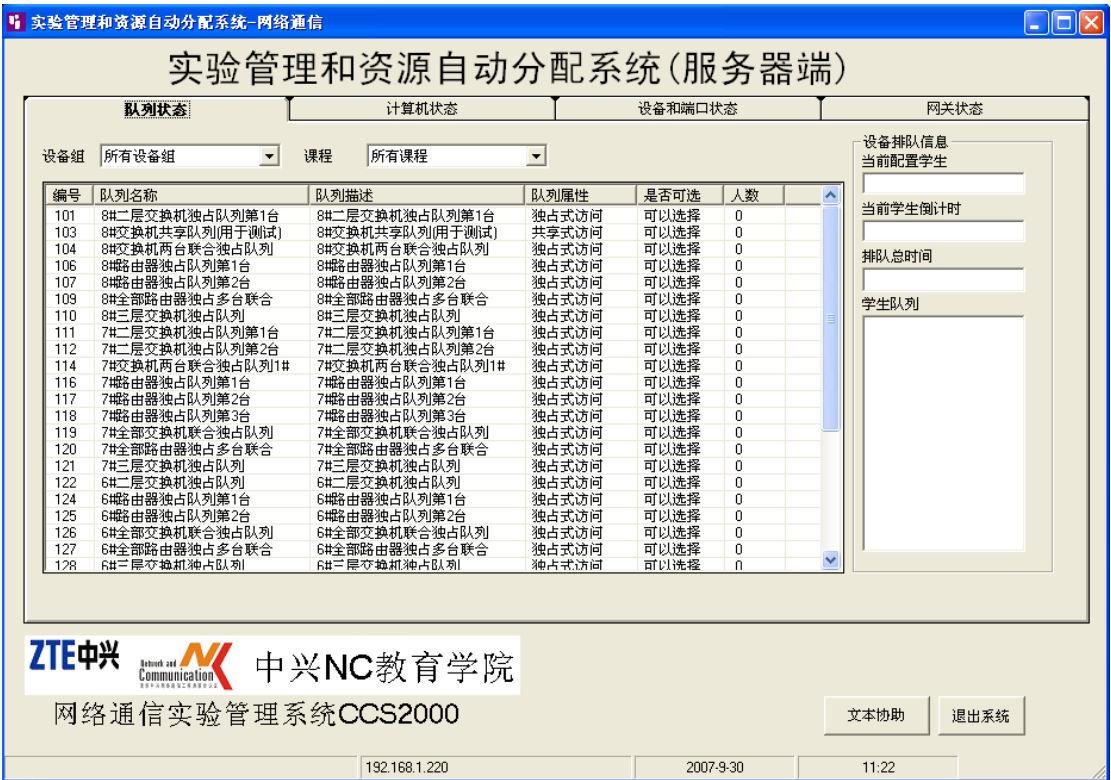 实验管理和资源自动分配系统-网络通信
实验管理和资源自动分配系统(服务器端)
队列状态 计算机状态 设备和端口状态 网关状态
设备组 所有设备组 课程 所有课程
编号 队列名称 队列描述 队列属性 是否可选 人数
101 8#二层交换机独占队列第1台 8#二层交换机独占队列第1台 独占式访问 可以选择 0
103 8#交换机共享队列(用于测试) 8#交换机共享队列(用于测试) 共享式访问 可以选择 0
104 8#交换机两台联合独占队列 8#交换机两台联合独占队列 独占式访问 可以选择 0
106 8#路由器独占队列第1台 8#路由器独占队列第1台 独占式访问 可以选择 0
107 8#路由器独占队列第2台 8#路由器独占队列第2台 独占式访问 可以选择 0
109 8#全部路由器独占多台联合 8#全部路由器独占多台联合 独占式访问 可以选择 0
110 8#三层交换机独占队列 8#三层交换机独占队列 独占式访问 可以选择 0
111 7#二层交换机独占队列第1台 7#二层交换机独占队列第1台 独占式访问 可以选择 0
112 7#二层交换机独占队列第2台 7#二层交换机独占队列第2台 独占式访问 可以选择 0
114 7#交换机两台联合独占队列1# 7#交换机两台联合独占队列1# 独占式访问 可以选择 0
116 7#路由器独占队列第1台 7#路由器独占队列第1台 独占式访问 可以选择 0
117 7#路由器独占队列第2台 7#路由器独占队列第2台 独占式访问 可以选择 0
118 7#路由器独占队列第3台 7#路由器独占队列第3台 独占式访问 可以选择 0
119 7#全部交换机联合独占队列 7#全部交换机联合独占队列 独占式访问 可以选择 0
120 7#全部路由器独占多台联合 7#全部路由器独占多台联合 独占式访问 可以选择 0
121 7#三层交换机独占队列 7#三层交换机独占队列 独占式访问 可以选择 0
122 6#二层交换机独占队列 6#二层交换机独占队列 独占式访问 可以选择 0
124 6#路由器独占队列第1台 6#路由器独占队列第1台 独占式访问 可以选择 0
125 6#路由器独占队列第2台 6#路由器独占队列第2台 独占式访问 可以选择 0
126 6#全部交换机联合独占队列 6#全部交换机联合独占队列 独占式访问 可以选择 0
127 6#全部路由器独占多台联合 6#全部路由器独占多台联合 独占式访问 可以选择 0
128 6#三层交换机独占队列 6#三层交换机独占队列 独占式访问 可以选择 0
设备排队信息
当前配置学生
当前学生倒计时
排队总时间
学生队列
ZTE中兴 Network and Communication NC 中兴NC教育学院
网络通信实验管理系统CCS2000
文本协助 退出系统
192.168.1.220 2007-9-30 11:22